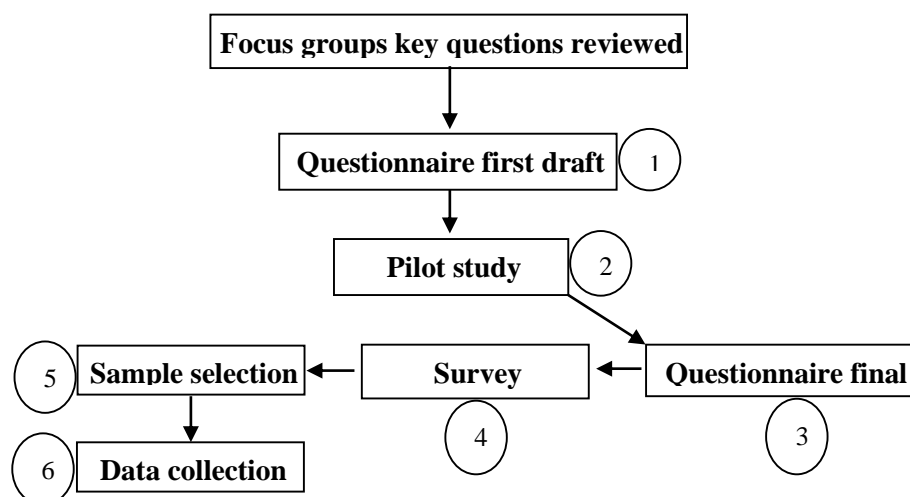 Focus groups key questions reviewed
Questionnaire first draft
1
Pilot study
2
Questionnaire final
3
Survey
4
Sample selection
5
Data collection
6